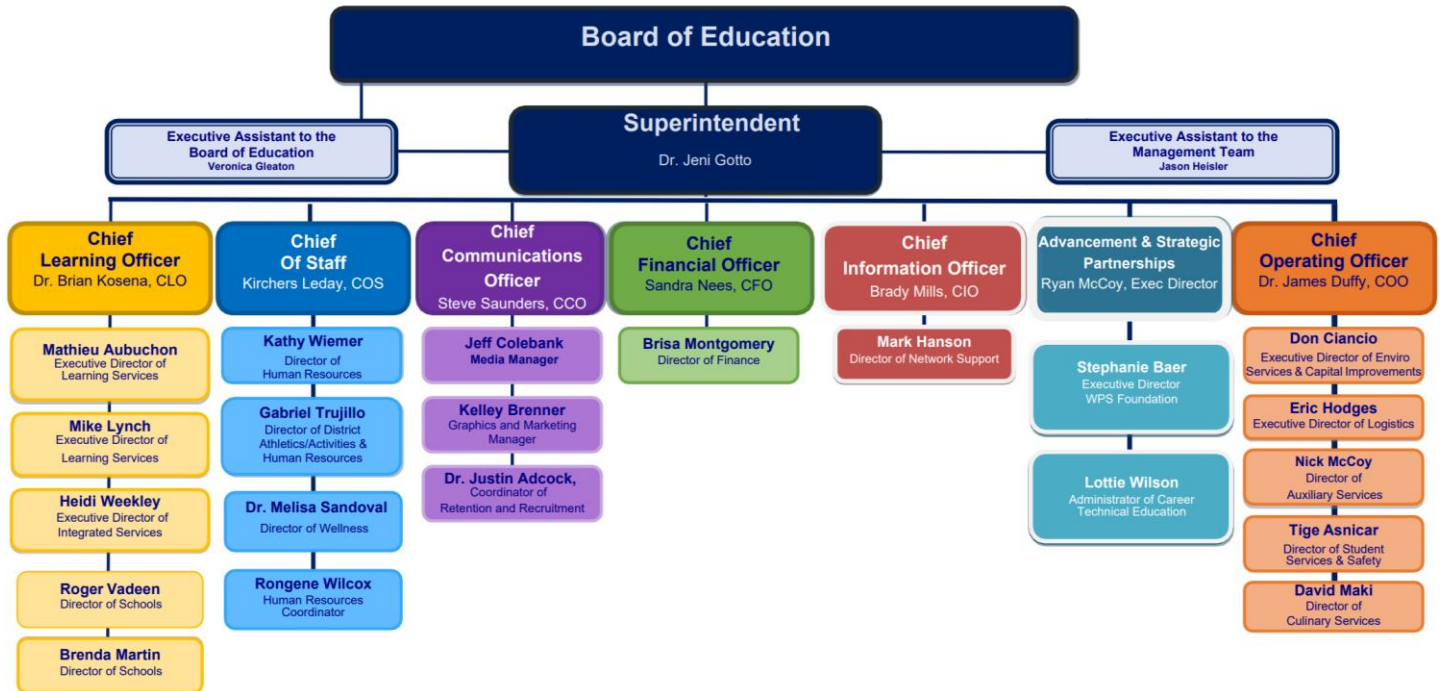 Board of Education
Superintendent
Dr. Jeni Gotto
Executive Assistant to the
Board of Education
Veronica Gleaton
Executive Assistant to the
Management Team
Jason Heisler
Chief
Learning Officer
Dr. Brian Kosena, CLO
Mathieu Aubuchon
Executive Director of
Learning Services
Mike Lynch
Executive Director of
Learning Services
Heidi Weekley
Executive Director of
Integrated Services
Roger Vadeen
Director of Schools
Brenda Martin
Director of Schools
Chief
Of Staff
Kirchers Leday, COS
Kathy Wiemer
Director of
Human Resources
Gabriel Trujillo
Director of District
Athletics/Activities &
Human Resources
Dr. Melisa Sandoval
Director of Wellness
Rongene Wilcox
Human Resources
Coordinator
Chief
Communications
Officer
Steve Saunders, CCO
Jeff Colebank
Media Manager
Kelley Brenner
Graphics and Marketing
Manager
Dr. Justin Adcock,
Coordinator of
Retention and Recruitment
Chief
Financial Officer
Sandra Nees, CFO
Brisa Montgomery
Director of Finance
Chief
Information Officer
Brady Mills, CIO
Mark Hanson
Director of Network Support
Advancement & Strategic
Partnerships
Ryan McCoy, Exec Director
Stephanie Baer
Executive Director
WPS Foundation
Lottie Wilson
Administrator of Career
Technical Education
Chief
Operating Officer
Dr. James Duffy, COO
Don Ciancio
Executive Director of Enviro
Services & Capital Improvements
Eric Hodges
Executive Director of Logistics
Nick McCoy
Director of
Auxiliary Services
Tige Asnicar
Director of Student
Services & Safety
David Maki
Director of
Culinary Services